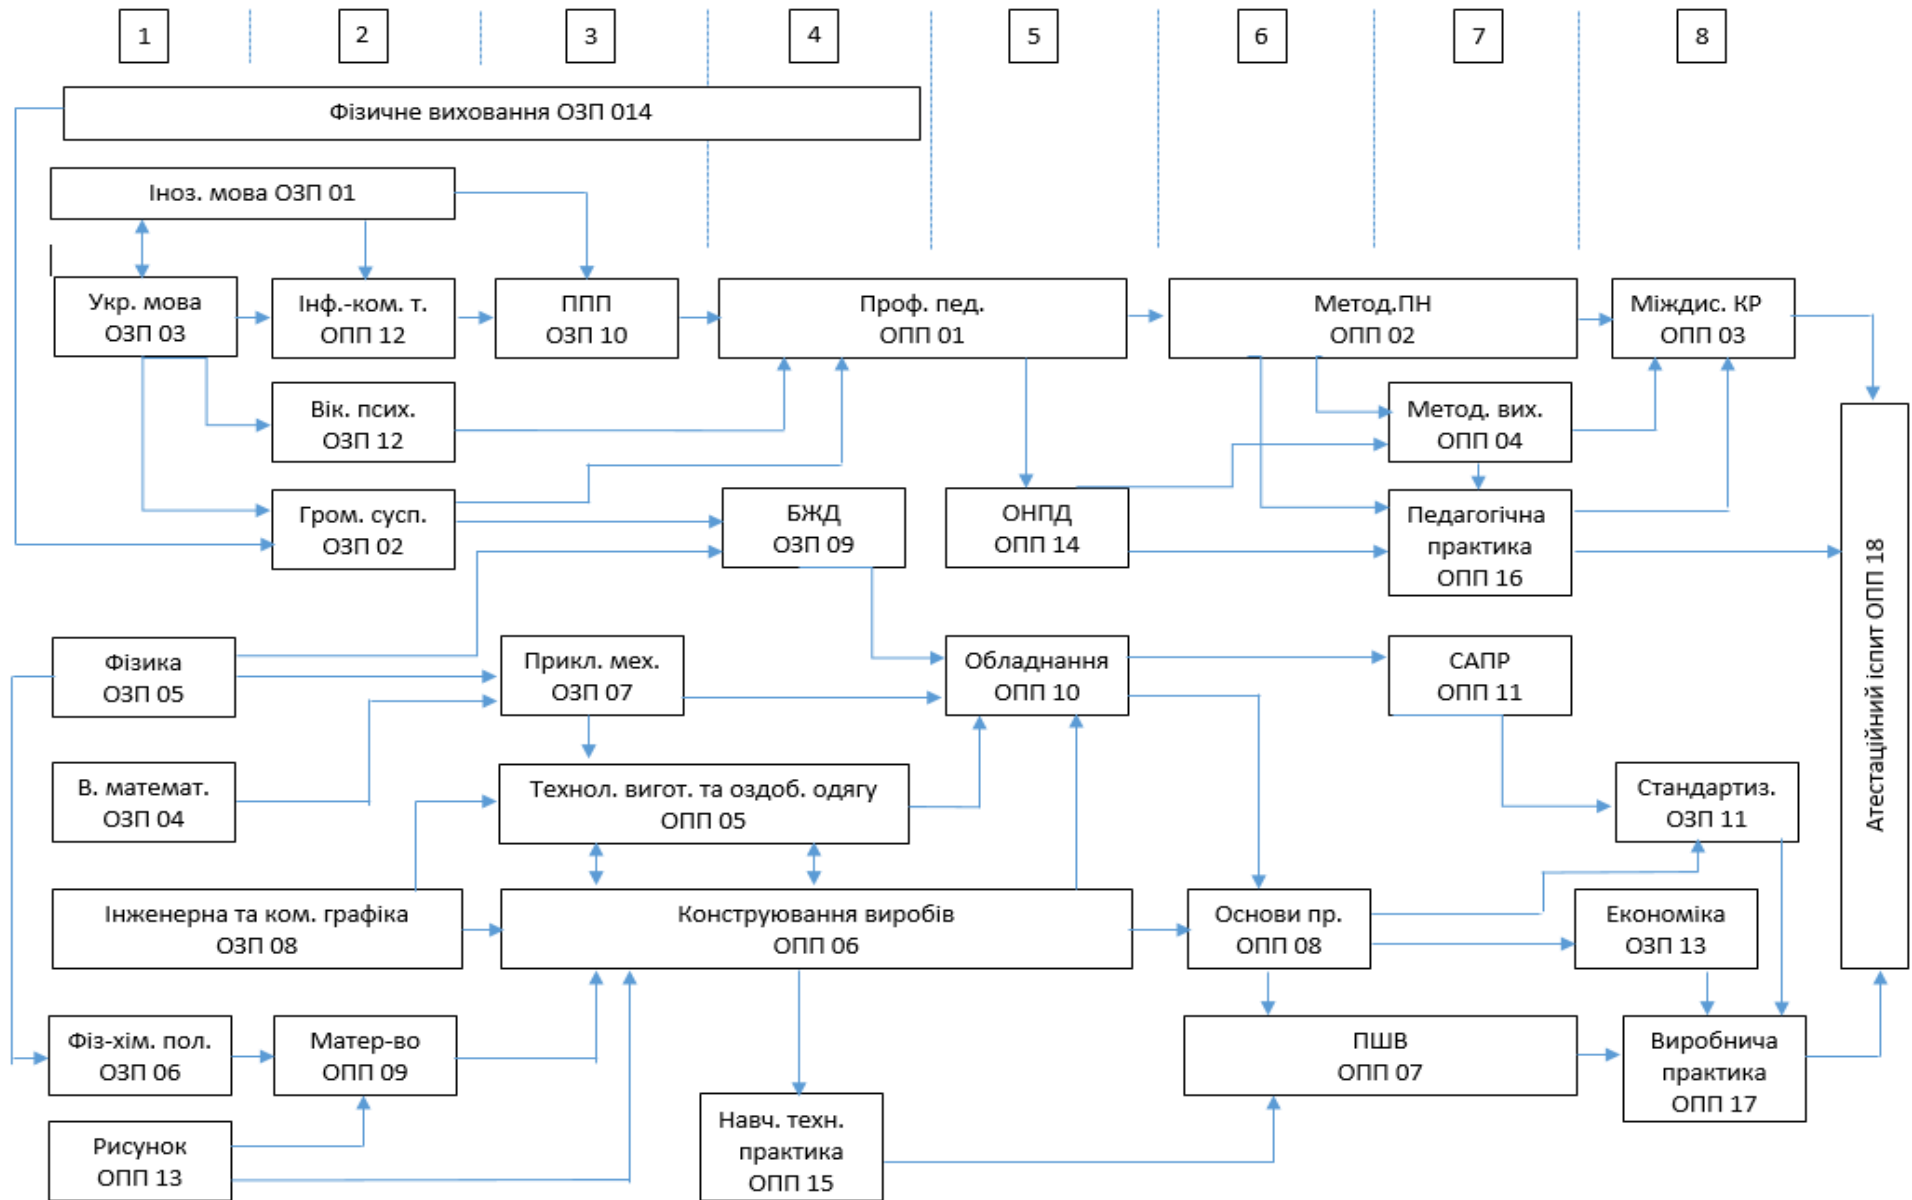 1
2
3
4
5
6
7
8
Фізичне виховання ОЗП 014
Іноз. мова ОЗП 01
Укр. мова
ОЗП 03
Інф.-ком. т.
ОПП 12
ППП
ОЗП 10
Проф. пед.
ОПП 01
Метод.ПН
ОПП 02
Міждис. КР
ОПП 03
Вік. псих.
ОЗП 12
Метод. вих.
ОПП 04
Гром. сусп.
ОЗП 02
БЖД
ОЗП 09
ОНПД
ОПП 14
Педагогічна
практика
ОПП 16
Атестаційний іспит ОПП 18
Фізика
ОЗП 05
Прикл. мех.
ОЗП 07
Обладнання
ОПП 10
САПР
ОПП 11
В. математ.
ОЗП 04
Технол. вигот. та оздоб. одягу
ОПП 05
Стандартиз.
ОЗП 11
Інженерна та ком. графіка
ОЗП 08
Конструювання виробів
ОПП 06
Основи пр.
ОПП 08
Економіка
ОЗП 13
Фіз-хім. пол.
ОЗП 06
Матер-во
ОПП 09
ПШВ
ОПП 07
Виробнича
практика
ОПП 17
Рисунок
ОПП 13
Навч. техн.
практика
ОПП 15